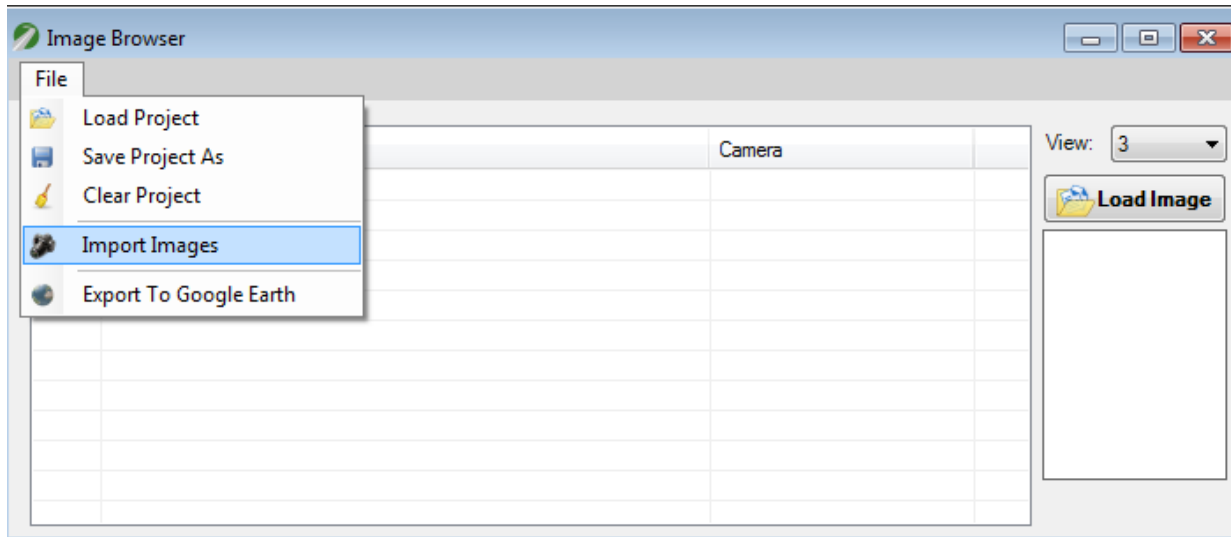 Image Browser
File
Load Project
Save Project As
Clear Project
Import Images
Export To Google Earth
Camera
View: 3
Load Image